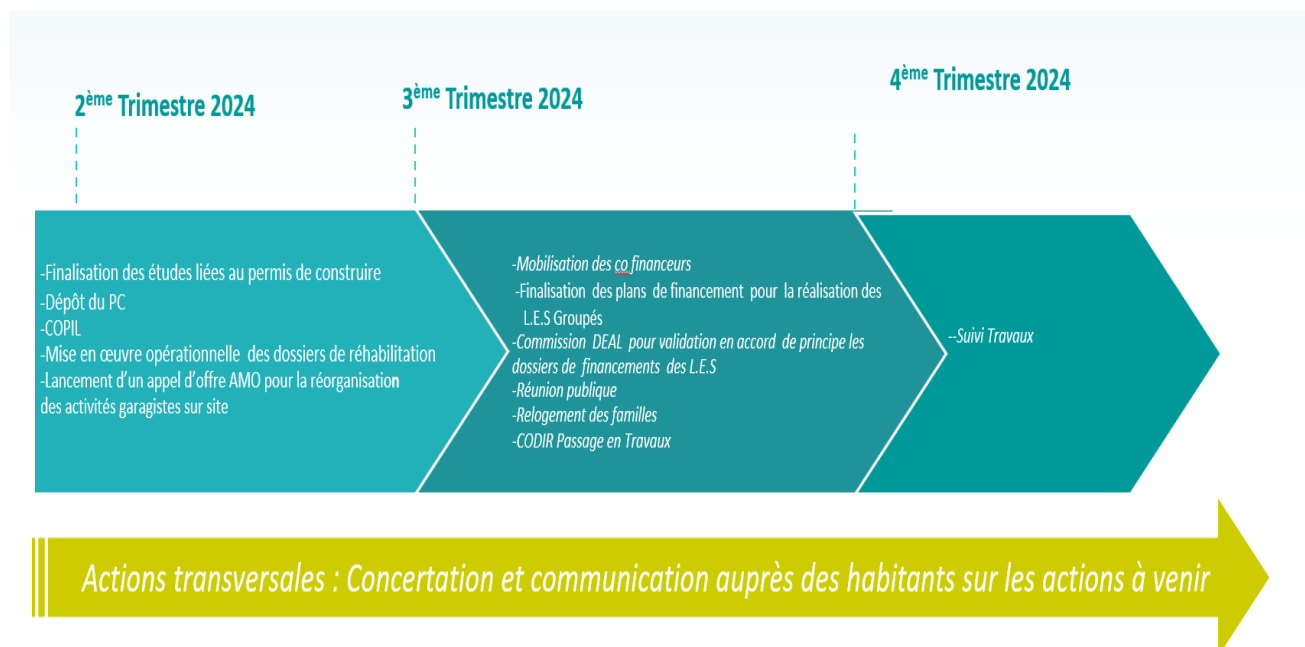 2ème Trimestre 2024
3ème Trimestre 2024
4ème Trimestre 2024
-Finalisation des études liées au permis de construire
-Dépôt du PC
-COPIL
-Mise en œuvre opérationnelle des dossiers de réhabilitation
-Lancement d'un appel d'offre AMO pour la réorganisation
des activités garagistes sur site
-Mobilisation des co financeurs
-Finalisation des plans de financement pour la réalisation des
L.E.S Groupés
-Commission DEAL pour validation en accord de principe les
dossiers de financements des L.E.S
-Réunion publique
-Relogement des familles
-CODIR Passage en Travaux
--Suivi Travaux
Actions transversales : Concertation et communication auprès des habitants sur les actions à venir